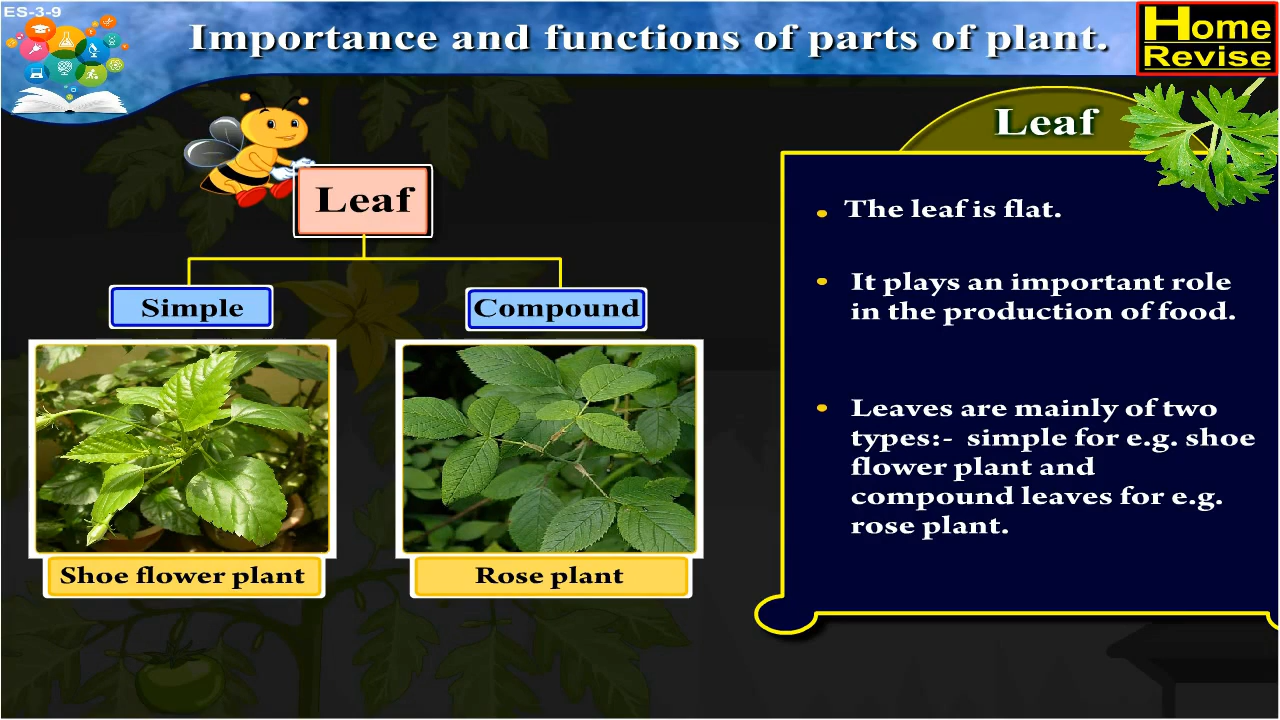 ES-3-9
Importance and functions of parts of plant.
Home
Revise
Leaf
Simple
Compound
Shoe flower plant
Rose plant
Leaf
• The leaf is flat.
• It plays an important role
in the production of food.
• Leaves are mainly of two
types:- simple for e.g. shoe
flower plant and
compound leaves for e.g.
rose plant.